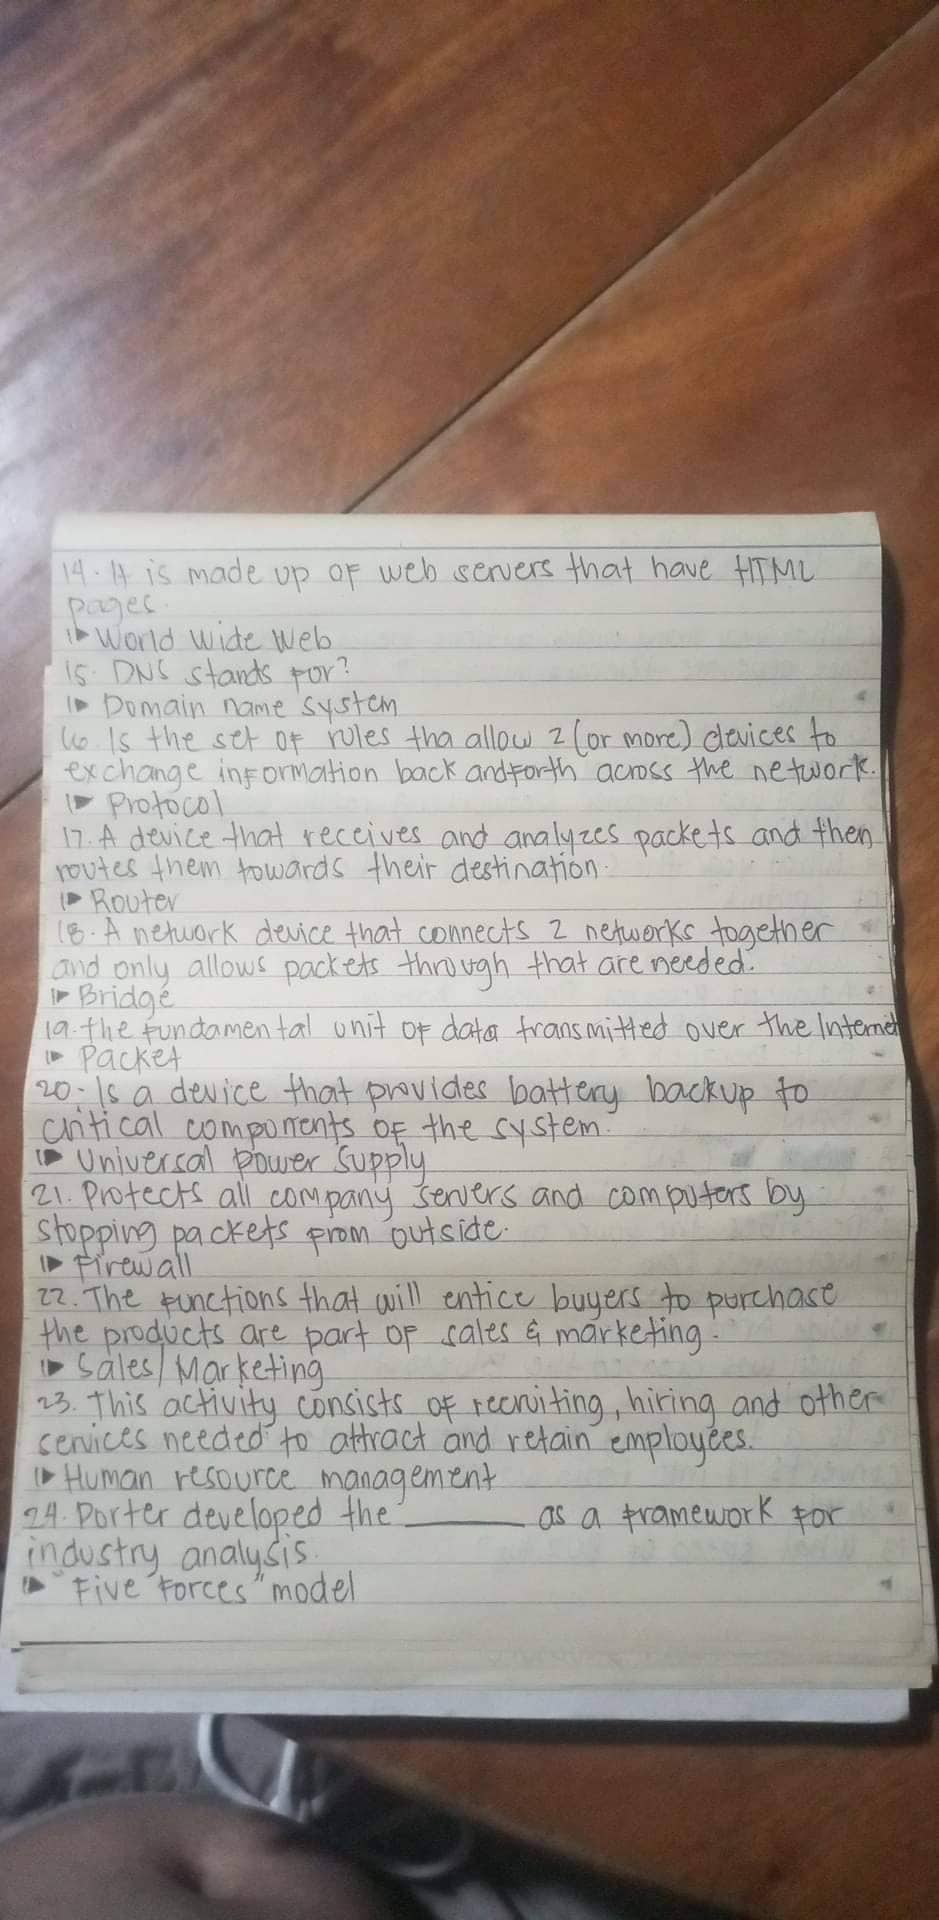 14. It is made up of web servers that have HTML
pages.
World Wide Web
15. DNS stands for?
Domain name system
16. Is the set of rules tha allow 2 (or more) devices to
exchange information back and forth across the network.
Protocol
17. A device that receives and analyzes packets and then
routes them towards their destination.
Router
18. A network device that connects 2 networks together
and only allows packets through that are needed.
Bridge
19. The fundamental unit of data transmitted over the Internet
Packet
20. Is a device that provides battery backup to
critical components of the system.
Universal Power Supply
21. Protects all company servers and computers by
stopping packets from outside.
Firewall
22. The functions that will entice buyers to purchase
the products are part of sales & marketing.
Sales/Marketing
23. This activity consists of recruiting, hiring and other
services needed to attract and retain employees.
Human resource management
24. Porter developed the ______ as a framework for
industry analysis.
"Five Forces" model